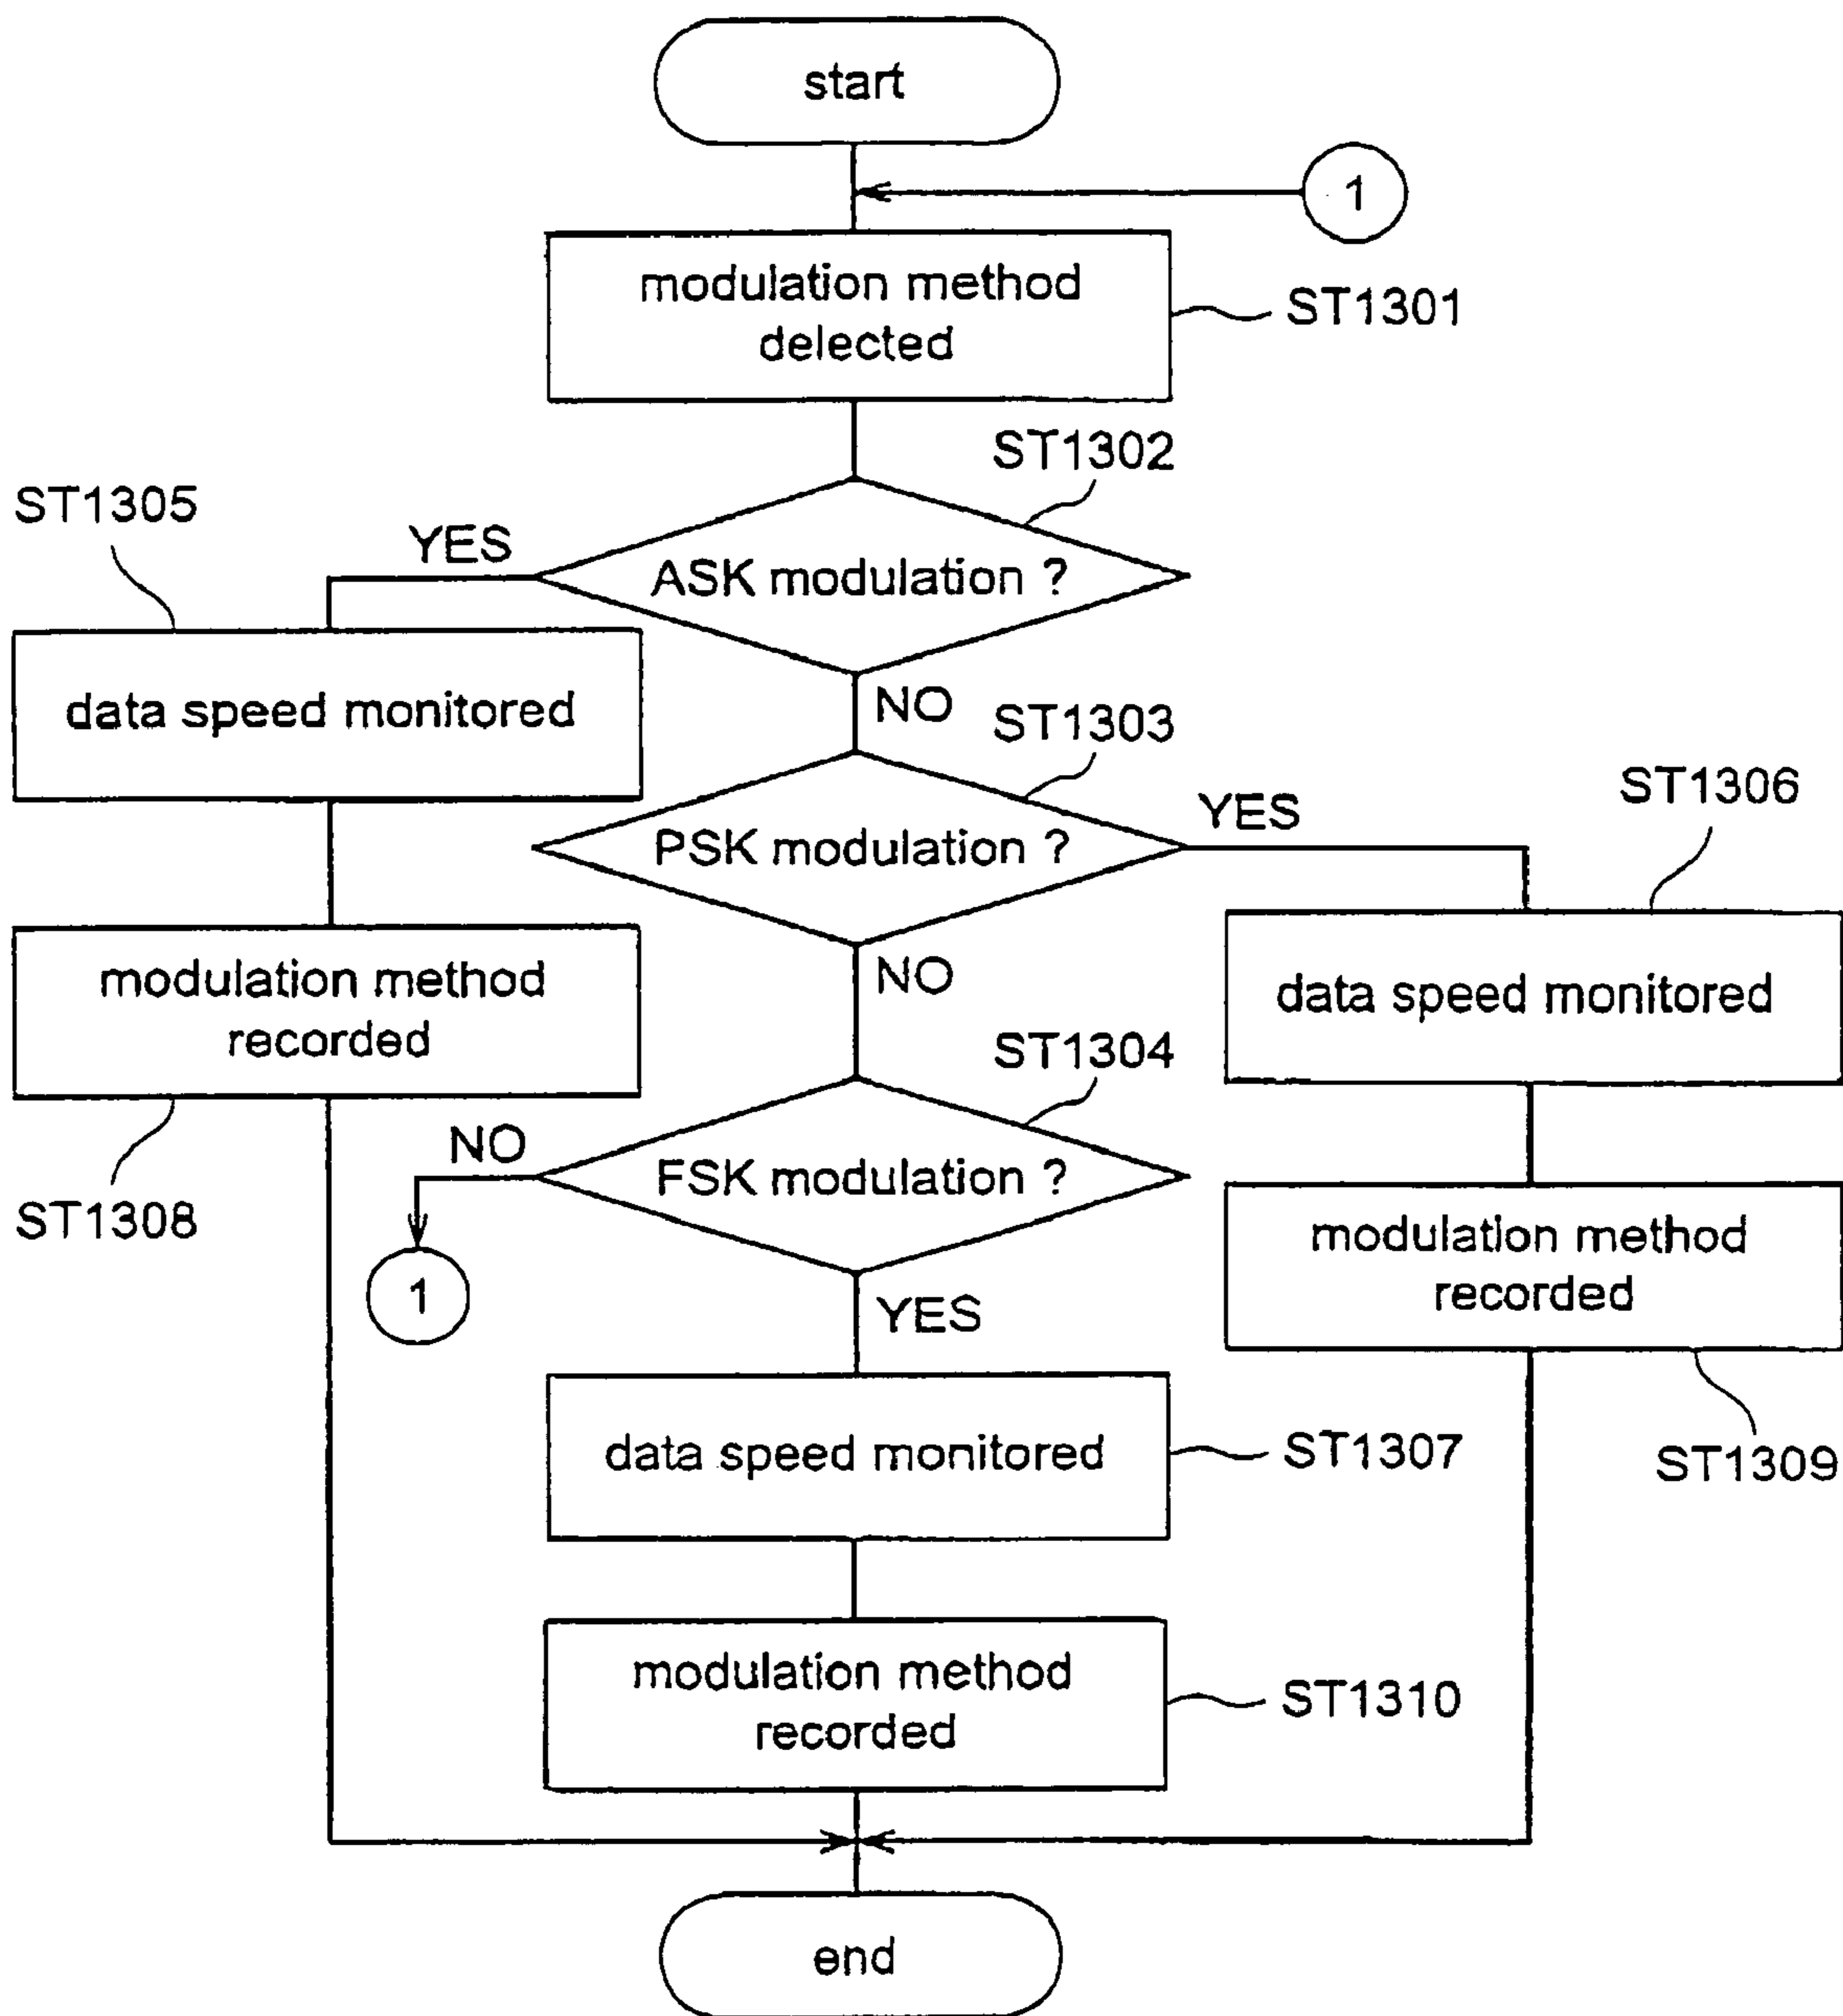 start
1
modulation method
delected
ST1301
ST1302
ST1305
YES
ASK modulation ?
data speed monitored
NO
ST1303
ST1306
YES
PSK modulation ?
modulation method
recorded
NO
data speed monitored
ST1304
NO
FSK modulation ?
ST1308
modulation method
recorded
1
YES
data speed monitored
ST1307
ST1309
modulation method
recorded
ST1310
end